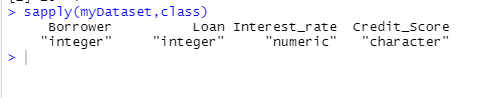 > sapply(myDataset,class)
Borrower Loan Interest_rate Credit_Score
"integer" "integer" "numeric" "character"
>